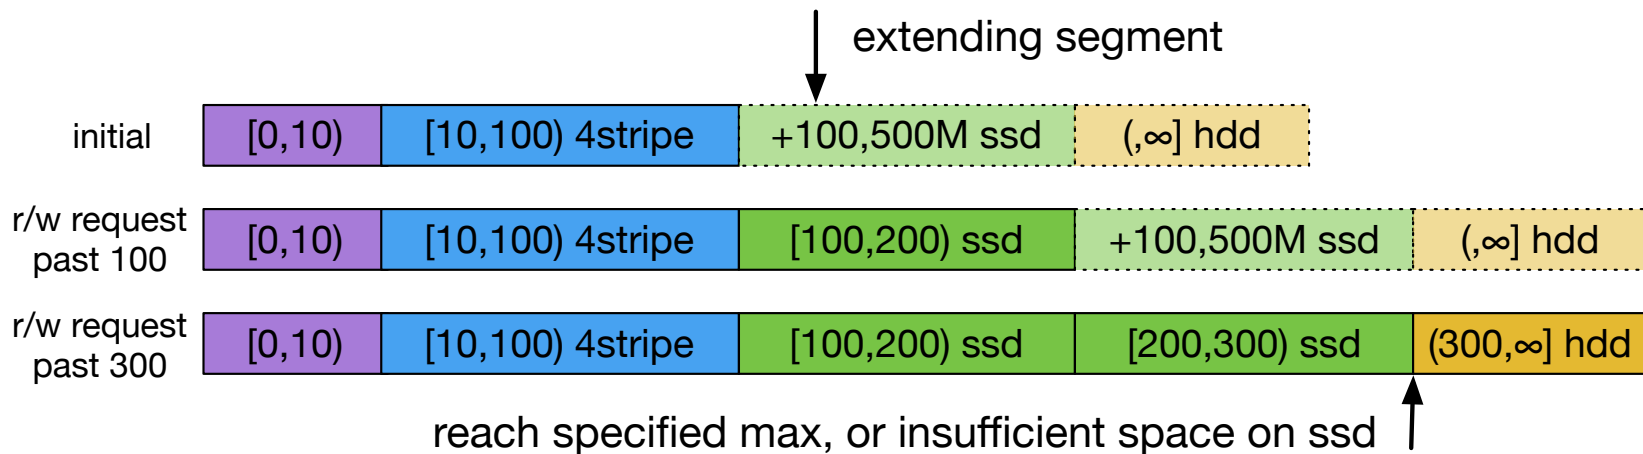 extending segment
initial [0,10) [10,100) 4stripe +100,500M ssd (,∞] hdd
r/w request
past 100
[0,10) [10,100) 4stripe [100,200) ssd +100,500M ssd (,∞] hdd
r/w request
past 300
[0,10) [10,100) 4stripe [100,200) ssd [200,300) ssd (300,∞] hdd
reach specified max, or insufficient space on ssd